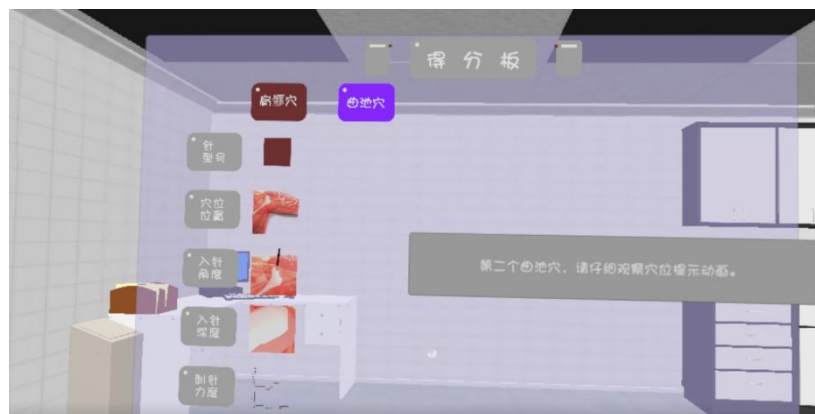 得分板
肩髃穴
曲池穴
针
型号
穴位
位置
入针
角度
第二个曲池穴，请仔细观察穴位提示动画。
入针
深度
刺针
力度